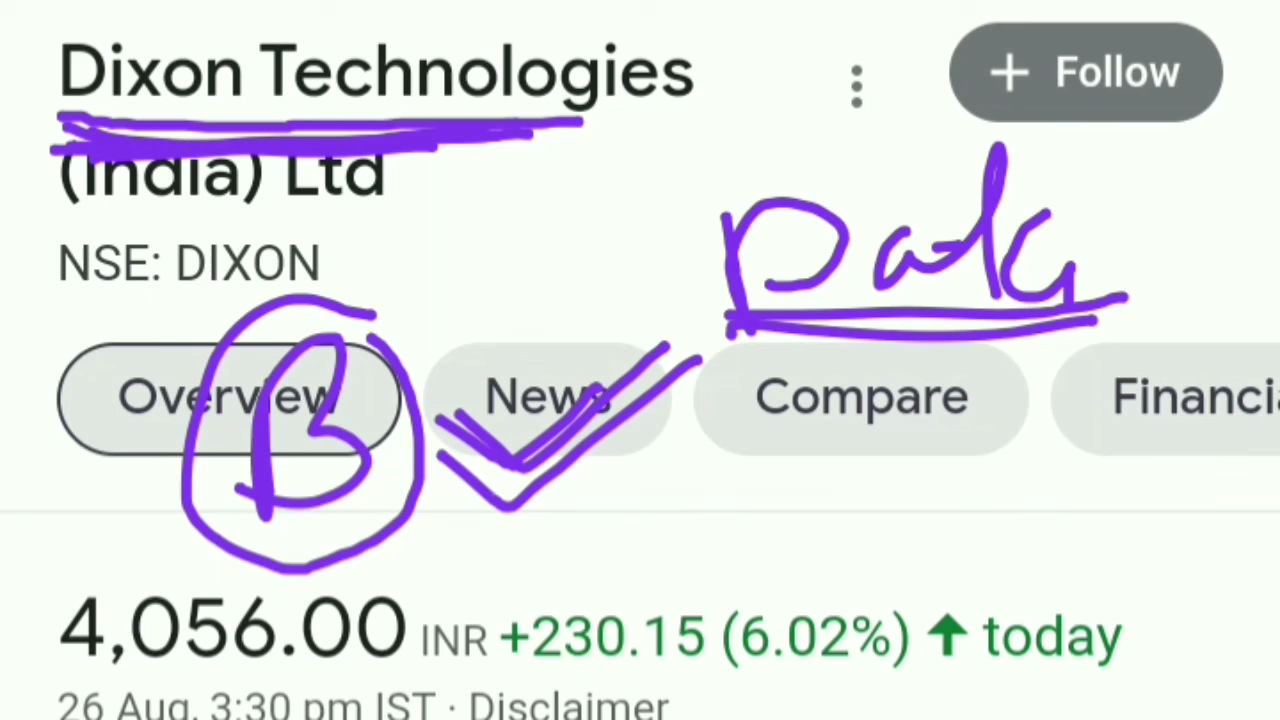 Dixon Technologies
+ Follow
(India) Ltd
NSE: DIXON
B
Overview
News
Compare
Financi
4,056.00 INR +230.15 (6.02%) ↑ today
26 Aug, 3:30 pm IST · Disclaimer